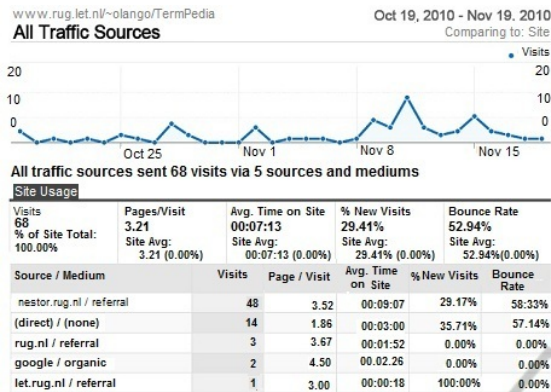 www.rug.let.nl/~olango/TermPedia Oct 19, 2010 - Nov 19. 2010
All Traffic Sources Comparing to: Site
Visits
20 20
10 10
0 0
Oct 25 Nov 1 Nov 8 Nov 15
All traffic sources sent 68 visits via 5 sources and mediums
Site Usage
Visits Pages/Visit Avg. Time on Site % New Visits Bounce Rate
68 3.21 00:07:13 29.41% 52.94%
% of Site Total: Site Avg: Site Avg: Site Avg: Site Avg:
100.00% 3.21 (0.00%) 00:07:13 (0.00%) 29.41% (0.00%) 52.94%(0.00%)
Source / Medium Visits Page / Visit Avg. Time on Site %New Visits Bounce Rate
nestor.rug.nl / referral 48 3.52 00:09:07 29.17% 58:33%
(direct) / (none) 14 1.86 00:03:00 35.71% 57.14%
rug.nl / referral 3 3.67 00:01:52 0.00% 0.00%
google / organic 2 4.50 00:02.26 0.00% 0.00%
let.rug.nl / referral 1 3.00 00:00:18 100.00% 0.00%